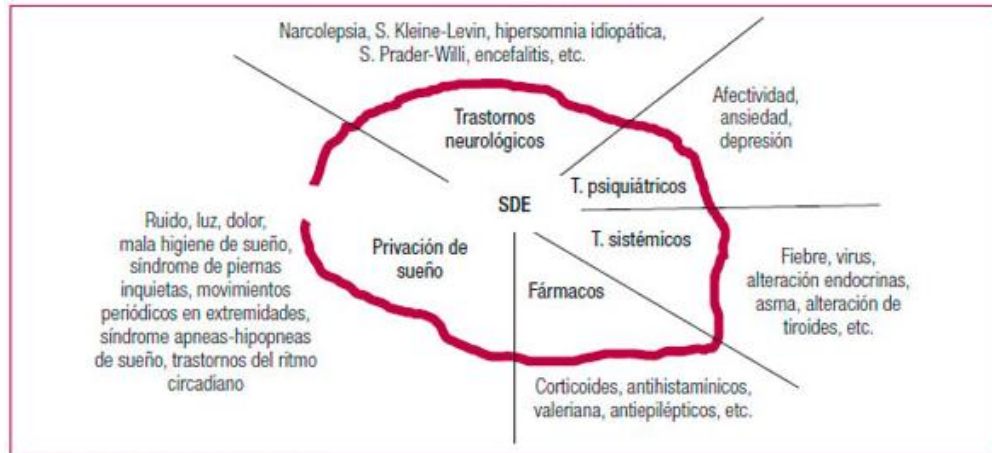 Narcolepsia, S. Kleine-Levin, hipersomnia idiopática,
S. Prader-Willi, encefalitis, etc.
Afectividad,
ansiedad,
depresión
Trastornos
neurológicos
T. psiquiátricos
SDE
T. sistémicos
Ruido, luz, dolor,
mala higiene de sueño,
síndrome de piernas
inquietas, movimientos
periódicos en extremidades,
síndrome apneas-hipopneas
de sueño, trastornos del ritmo
circadiano
Privación de
sueño
Fármacos
Fiebre, virus,
alteración endocrinas,
asma, alteración de
tiroides, etc.
Corticoides, antihistamínicos,
valeriana, antiepilépticos, etc.